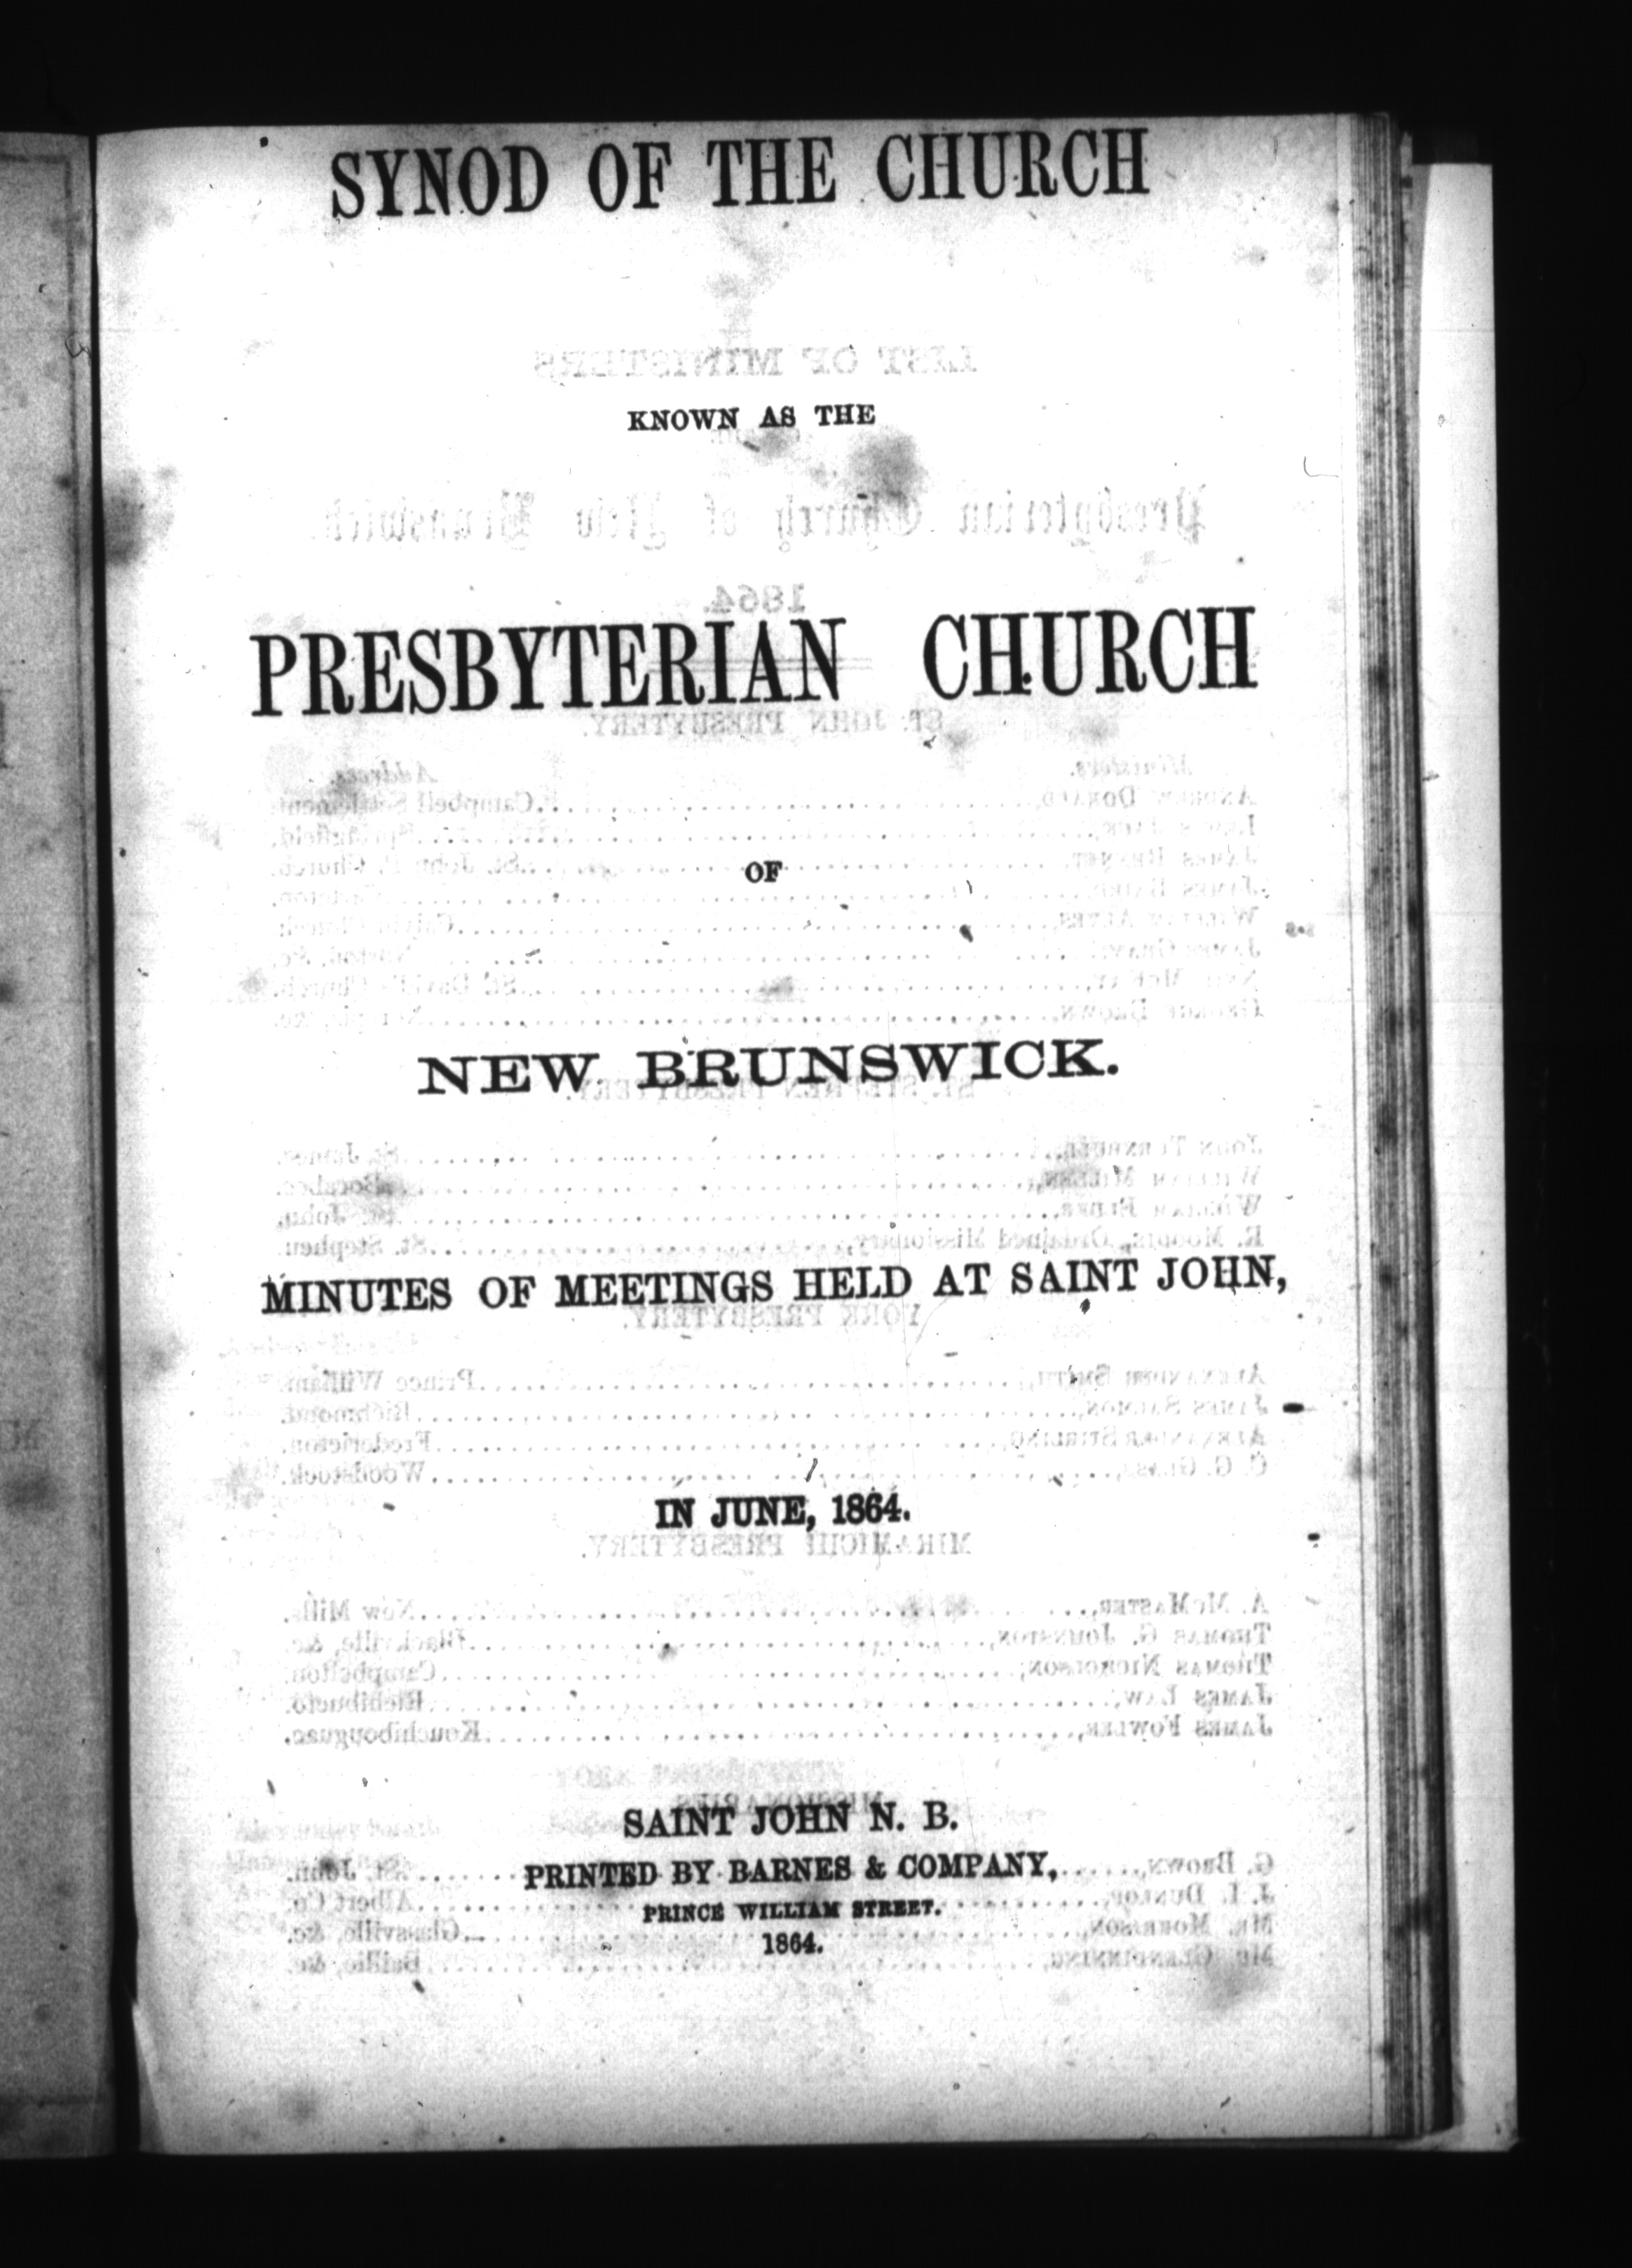 SYNOD OF THE CHURCH
KNOWN AS THE
PRESBYTERIAN CHURCH
OF
NEW BRUNSWICK.
MINUTES OF MEETINGS HELD AT SAINT JOHN,
IN JUNE, 1864.
SAINT JOHN N. B.
PRINTED BY BARNES & COMPANY,
PRINCE WILLIAM STREET.
1864.